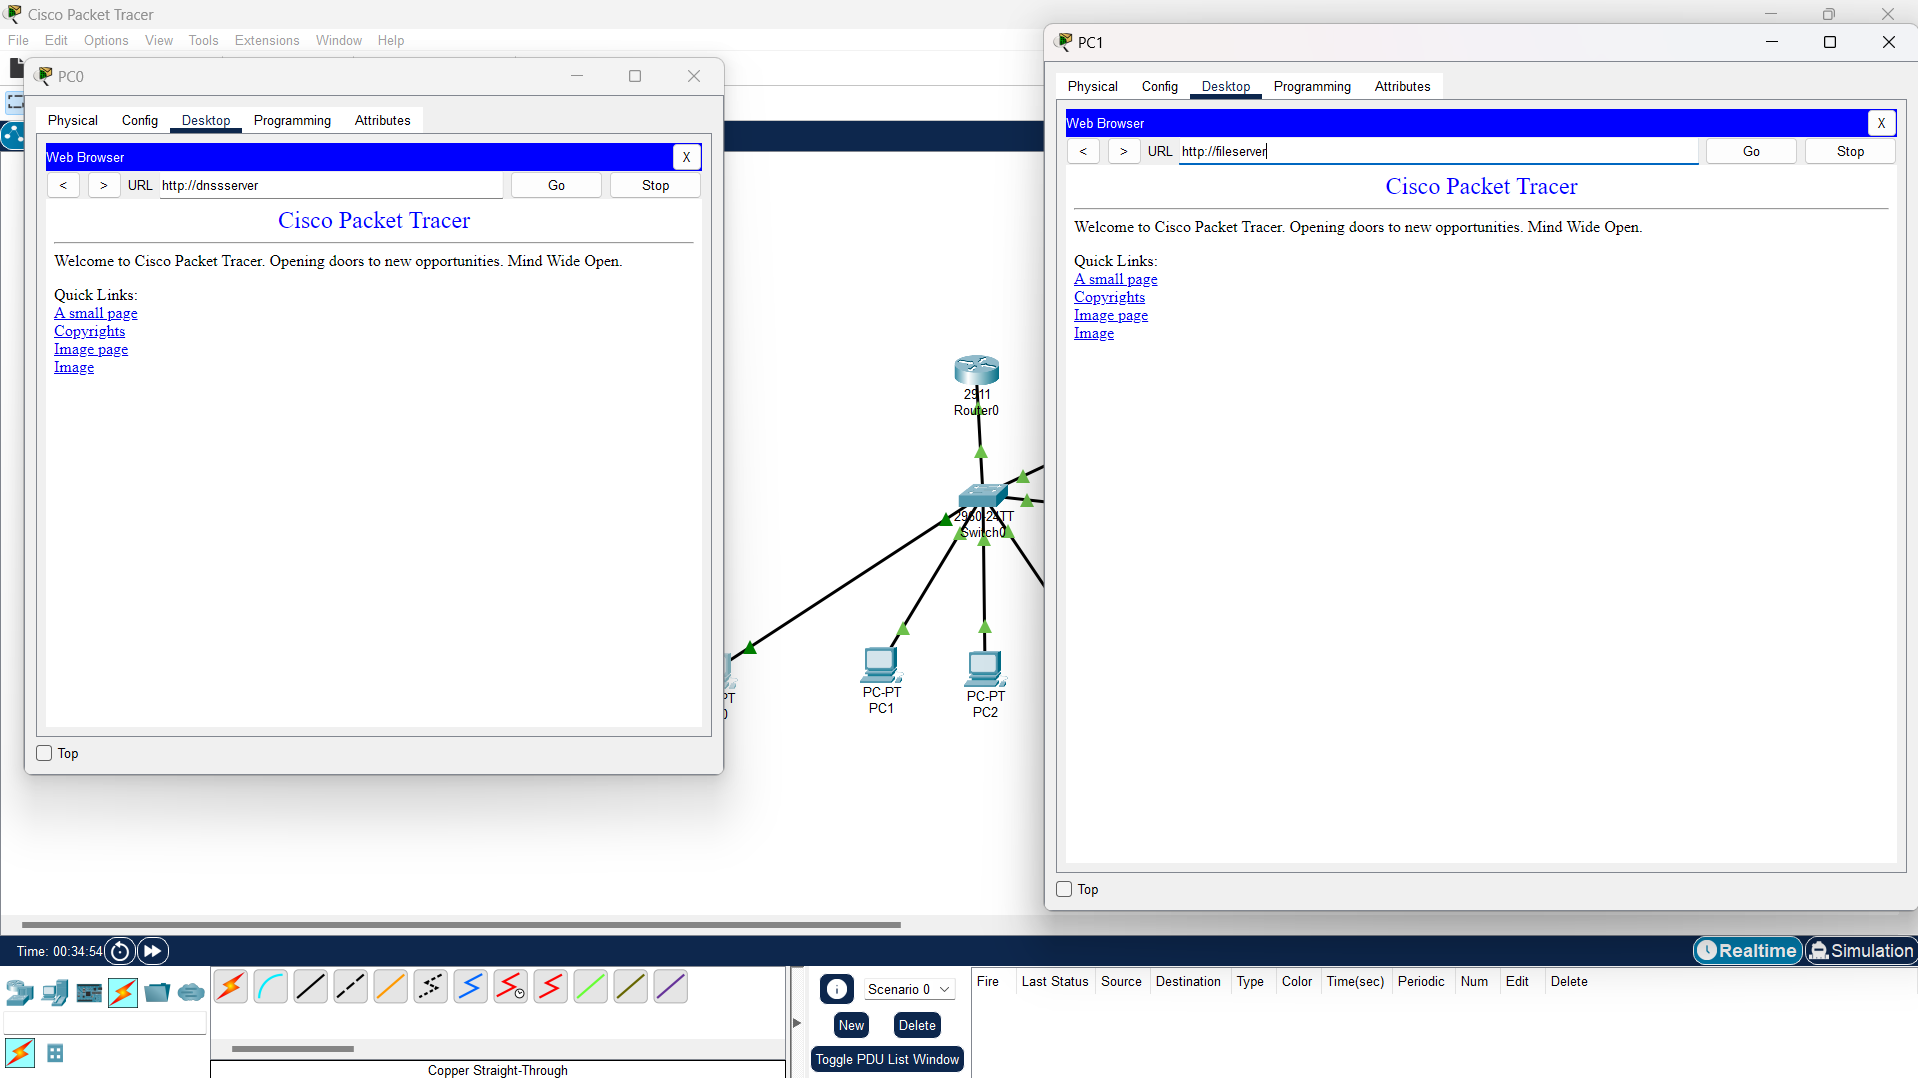 Cisco Packet Tracer
File Edit Options View Tools Extensions Window Help
PC0
Physical Config Desktop Programming Attributes
Web Browser X
< > URL http://dnssserver Go Stop
Cisco Packet Tracer
Welcome to Cisco Packet Tracer. Opening doors to new opportunities. Mind Wide Open.
Quick Links:
A small page
Copyrights
Image page
Image
Top
PC1
Physical Config Desktop Programming Attributes
Web Browser X
< > URL http://fileserver Go Stop
Cisco Packet Tracer
Welcome to Cisco Packet Tracer. Opening doors to new opportunities. Mind Wide Open.
Quick Links:
A small page
Copyrights
Image page
Image
Top
2911
Router0
2960-24TT
Switch0
PC-PT
PC1
PC-PT
PC2
Time: 00:34:54
Realtime Simulation
Scenario 0
New Delete
Toggle PDU List Window
Fire Last Status Source Destination Type Color Time(sec) Periodic Num Edit Delete
Copper Straight-Through